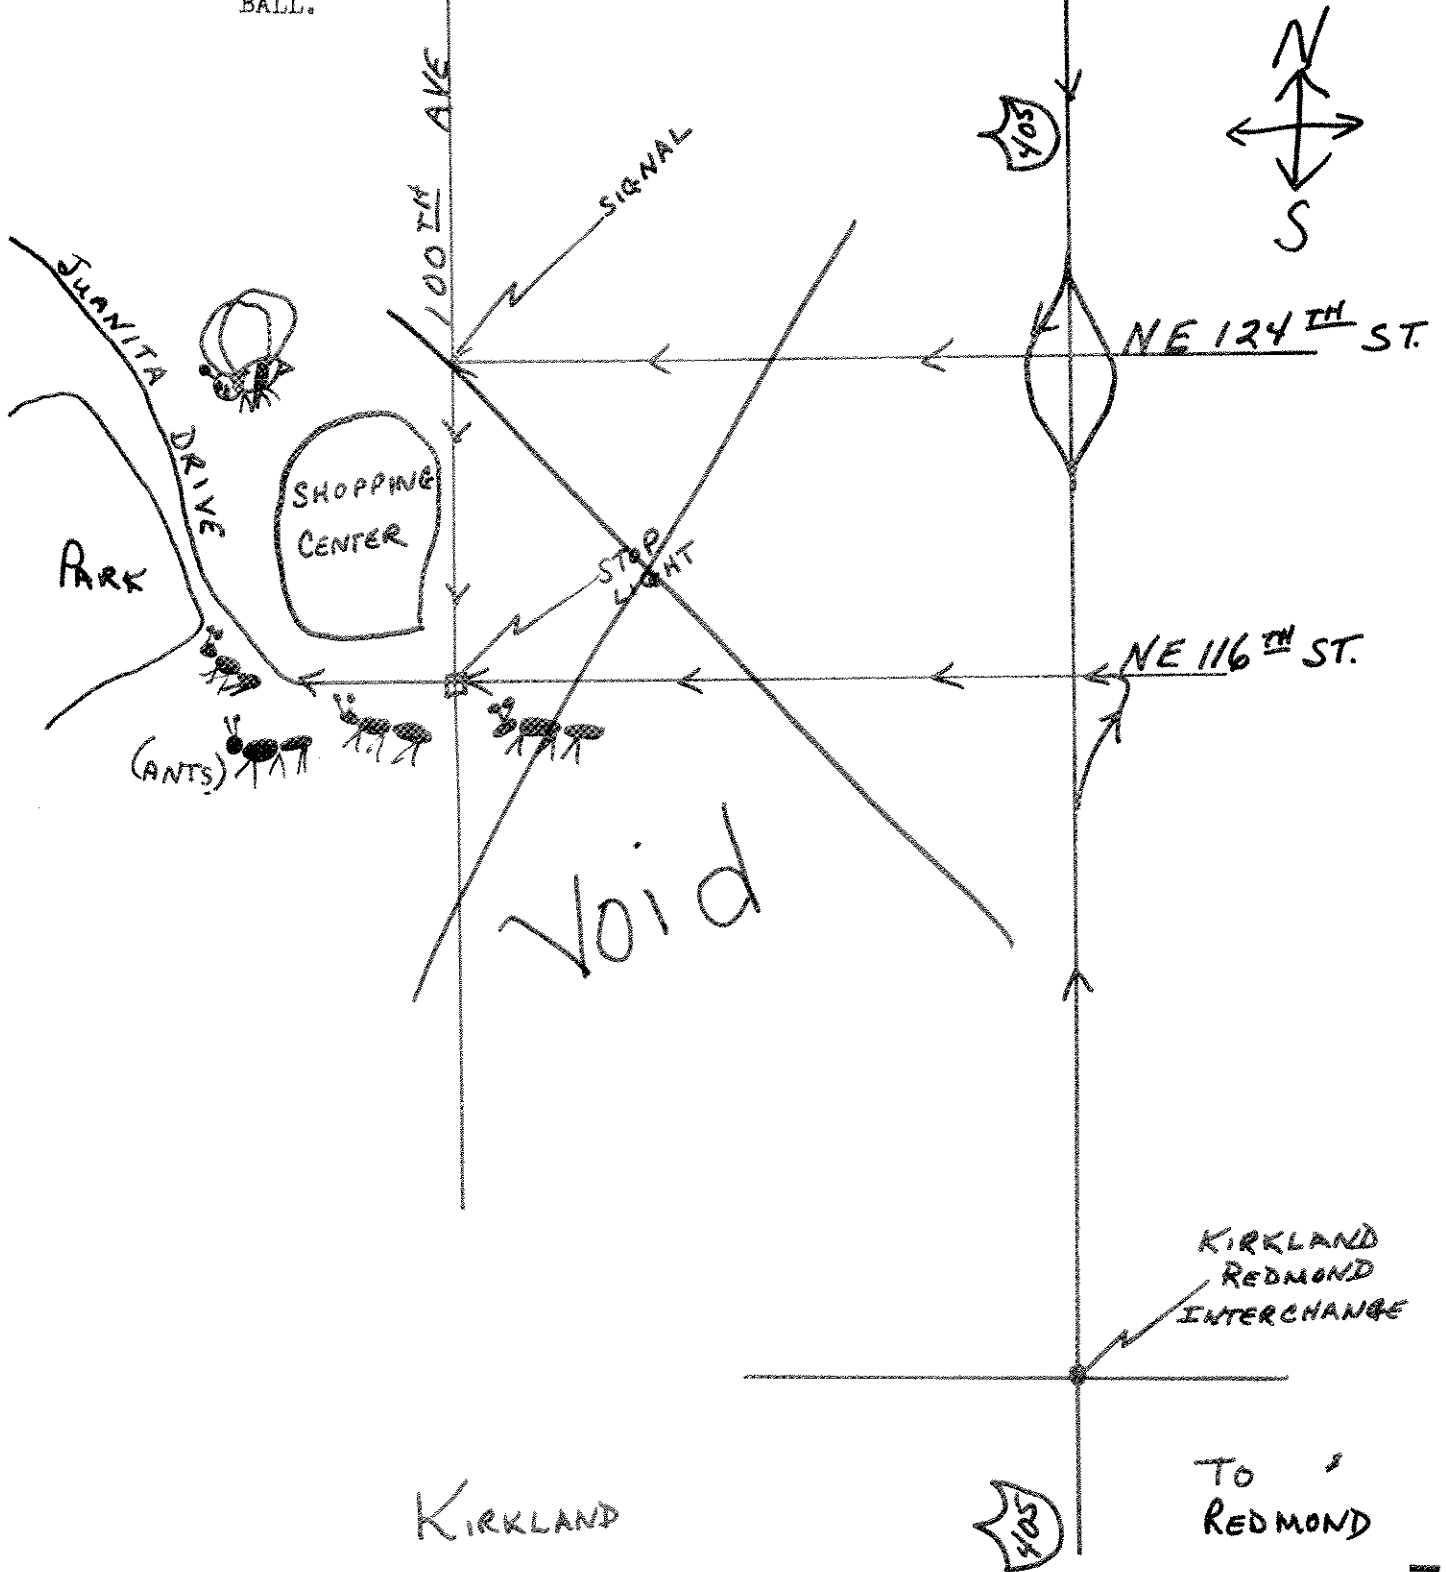 BALL.
N
S
405
100TH AVE
SIGNAL
JUANITA DRIVE
NE 124TH ST.
SHOPPING
CENTER
STOP
LIGHT
PARK
NE 116TH ST.
(ANTS)
Void
KIRKLAND
REDMOND
INTERCHANGE
KIRKLAND
405
TO
REDMOND